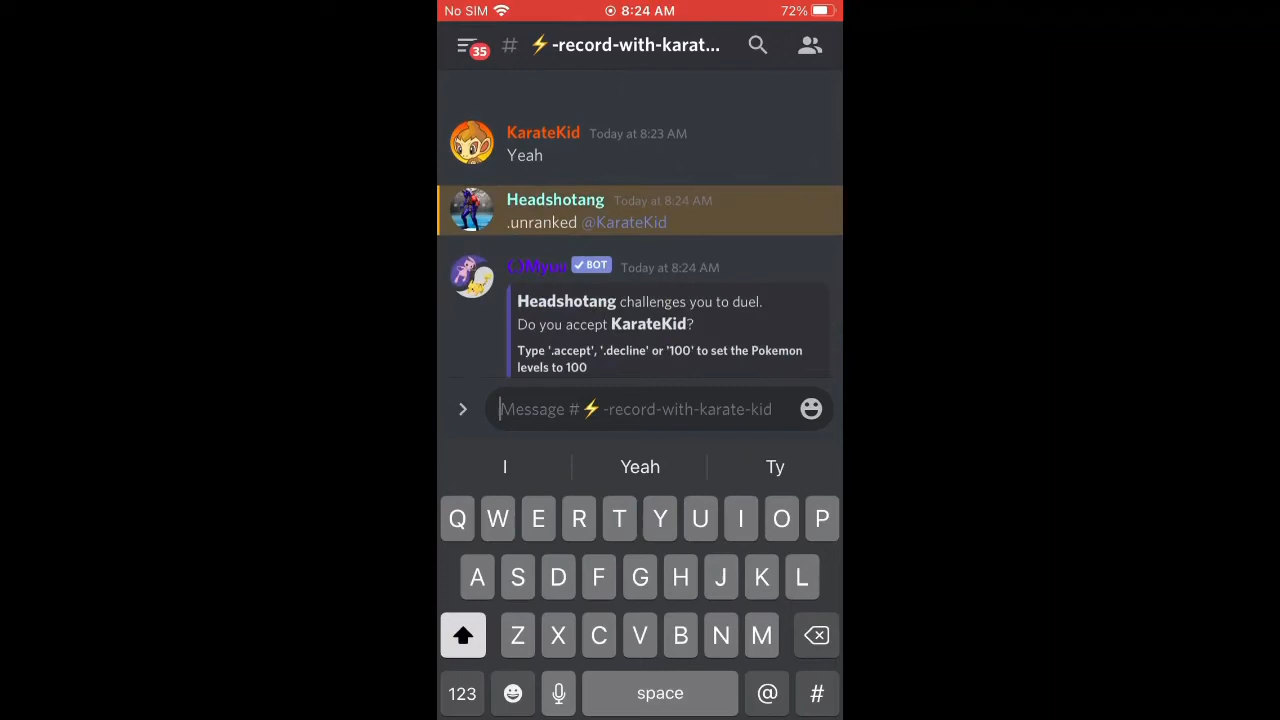 No SIM 8:24 AM 72%
35 # ⚡-record-with-karat...
KarateKid Today at 8:23 AM
Yeah
Headshotang Today at 8:24 AM
.unranked @KarateKid
Myuu ✓ BOT Today at 8:24 AM
Headshotang challenges you to duel.
Do you accept KarateKid?
Type '.accept', '.decline' or '100' to set the Pokemon
levels to 100
Message #⚡-record-with-karate-kid
I Yeah Ty
Q W E R T Y U I O P
A S D F G H J K L
Z X C V B N M
123 space @ #